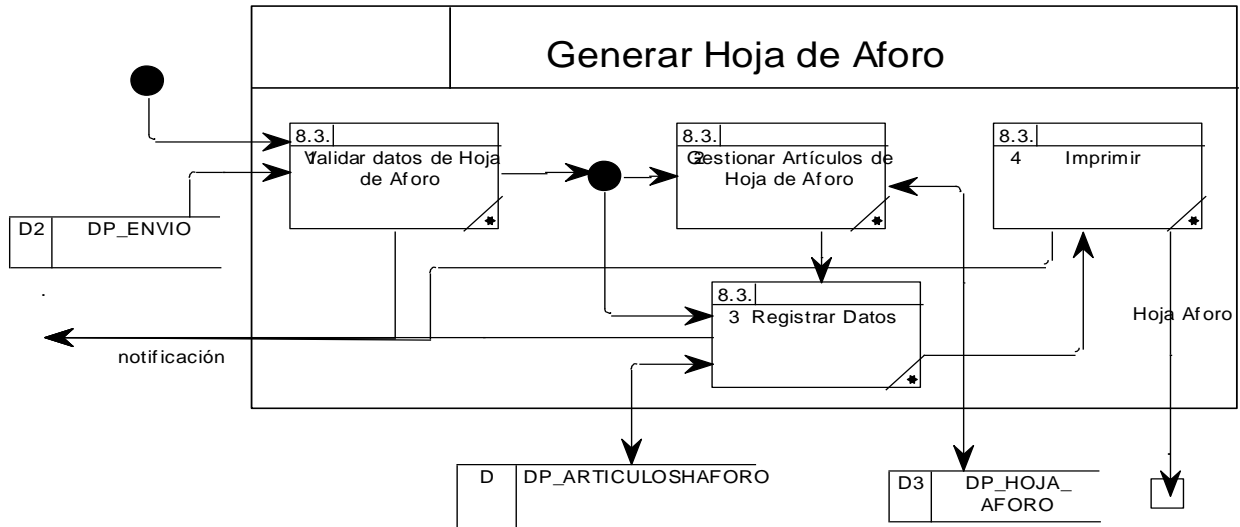 Generar Hoja de Aforo
8.3.
1
Validar datos de Hoja
de Aforo
8.3.
2
Gestionar Artículos de
Hoja de Aforo
8.3.
4 Imprimir
D2 DP_ENVIO
8.3.
3 Registrar Datos
Hoja Aforo
notificación
D DP_ARTICULOSHAFORO
D3 DP_HOJA_
AFORO